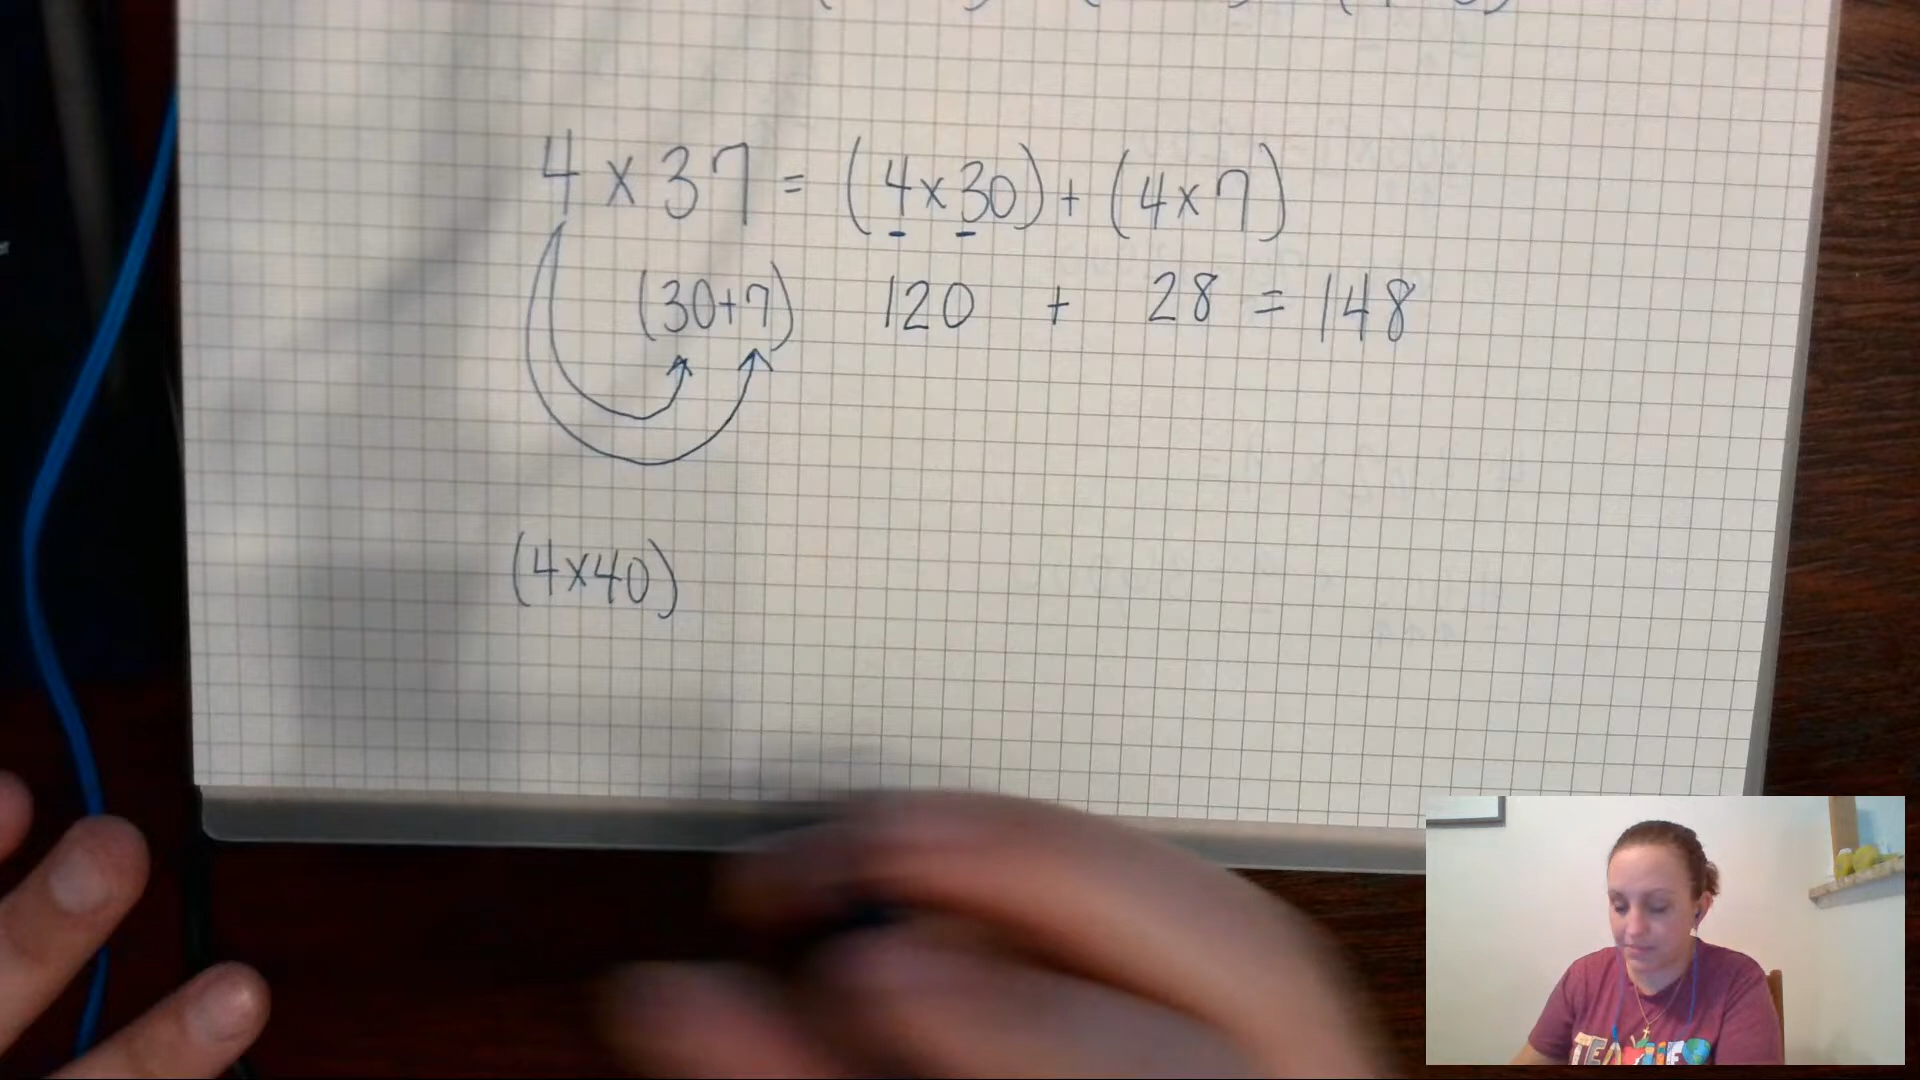 4 x 37 = (4 x 30) + (4 x 7)
(30+7) 120 + 28 = 148
(4x40)